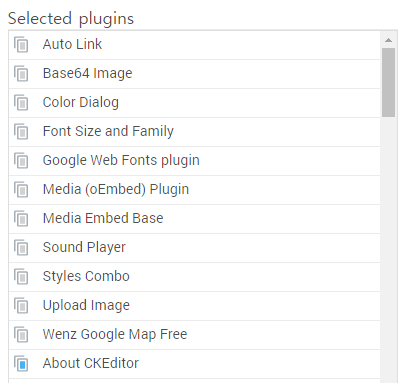 Selected plugins
Auto Link
Base64 Image
Color Dialog
Font Size and Family
Google Web Fonts plugin
Media (oEmbed) Plugin
Media Embed Base
Sound Player
Styles Combo
Upload Image
Wenz Google Map Free
About CKEditor